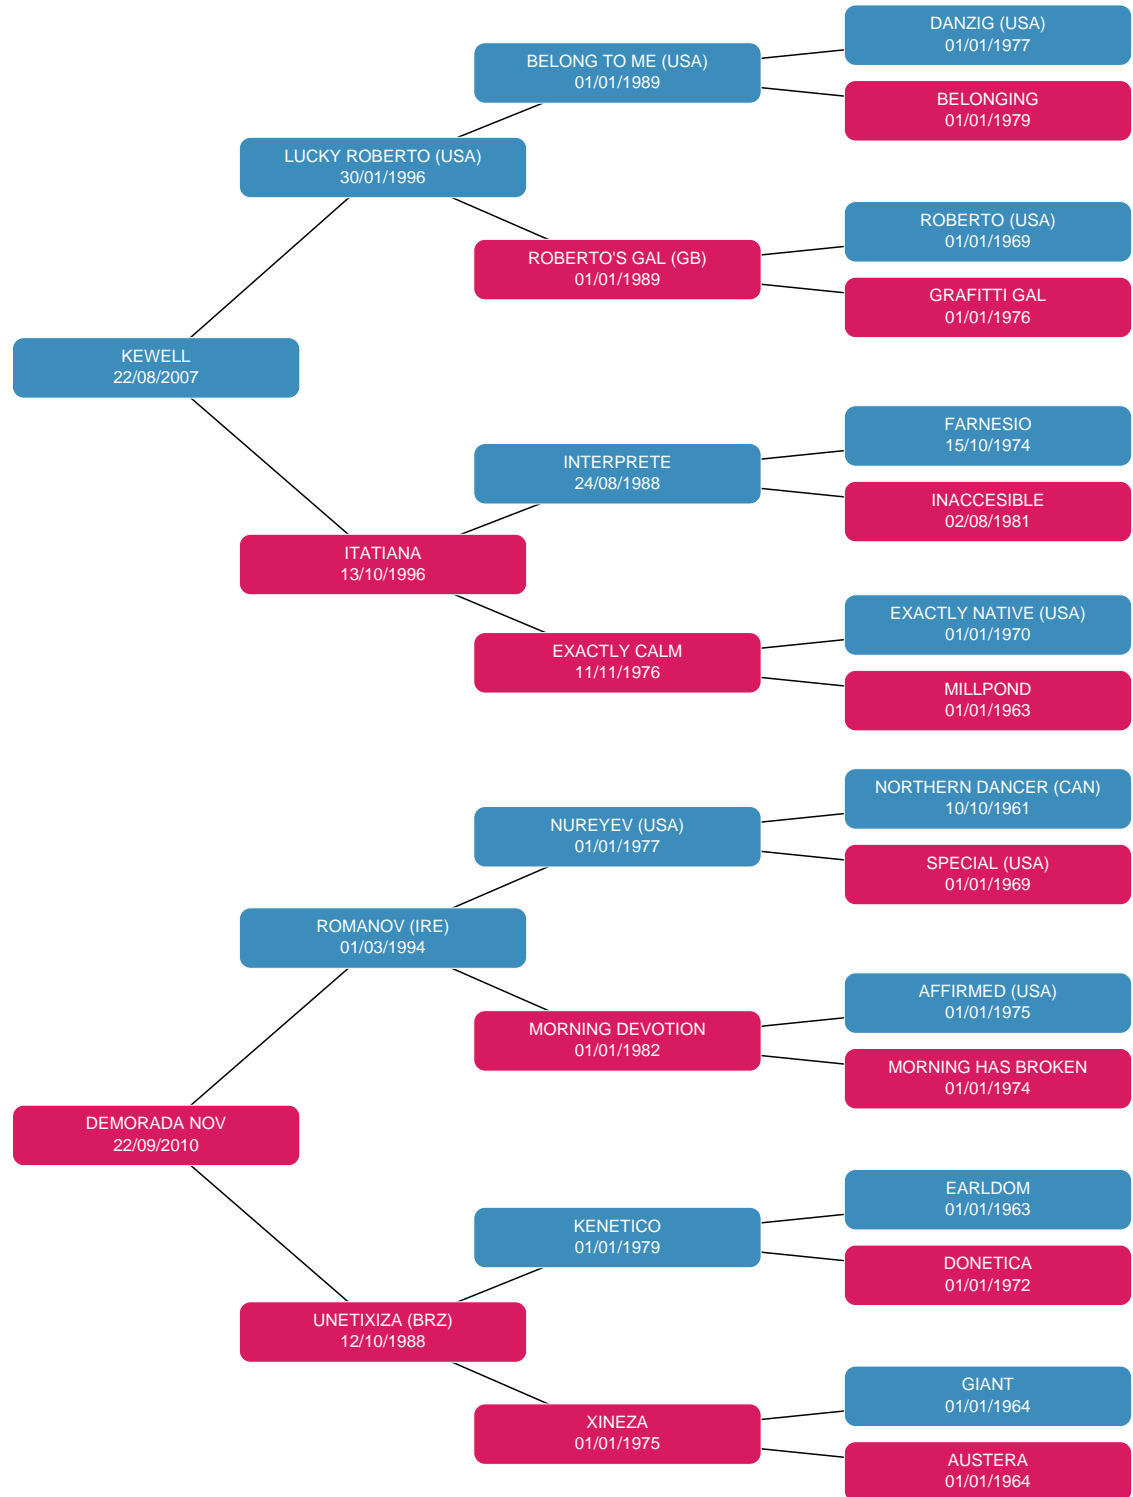 DANZIG (USA)
01/01/1977
BELONG TO ME (USA)
01/01/1989
BELONGING
01/01/1979
LUCKY ROBERTO (USA)
30/01/1996
ROBERTO (USA)
01/01/1969
ROBERTO'S GAL (GB)
01/01/1989
GRAFITTI GAL
01/01/1976
KEWELL
22/08/2007
FARNESIO
15/10/1974
INTERPRETE
24/08/1988
INACCESIBLE
02/08/1981
ITATIANA
13/10/1996
EXACTLY NATIVE (USA)
01/01/1970
EXACTLY CALM
11/11/1976
MILLPOND
01/01/1963
NORTHERN DANCER (CAN)
10/10/1961
NUREYEV (USA)
01/01/1977
SPECIAL (USA)
01/01/1969
ROMANOV (IRE)
01/03/1994
AFFIRMED (USA)
01/01/1975
MORNING DEVOTION
01/01/1982
MORNING HAS BROKEN
01/01/1974
DEMORADA NOV
22/09/2010
EARLDOM
01/01/1963
KENETICO
01/01/1979
DONETICA
01/01/1972
UNETIXIZA (BRZ)
12/10/1988
GIANT
01/01/1964
XINEZA
01/01/1975
AUSTERA
01/01/1964